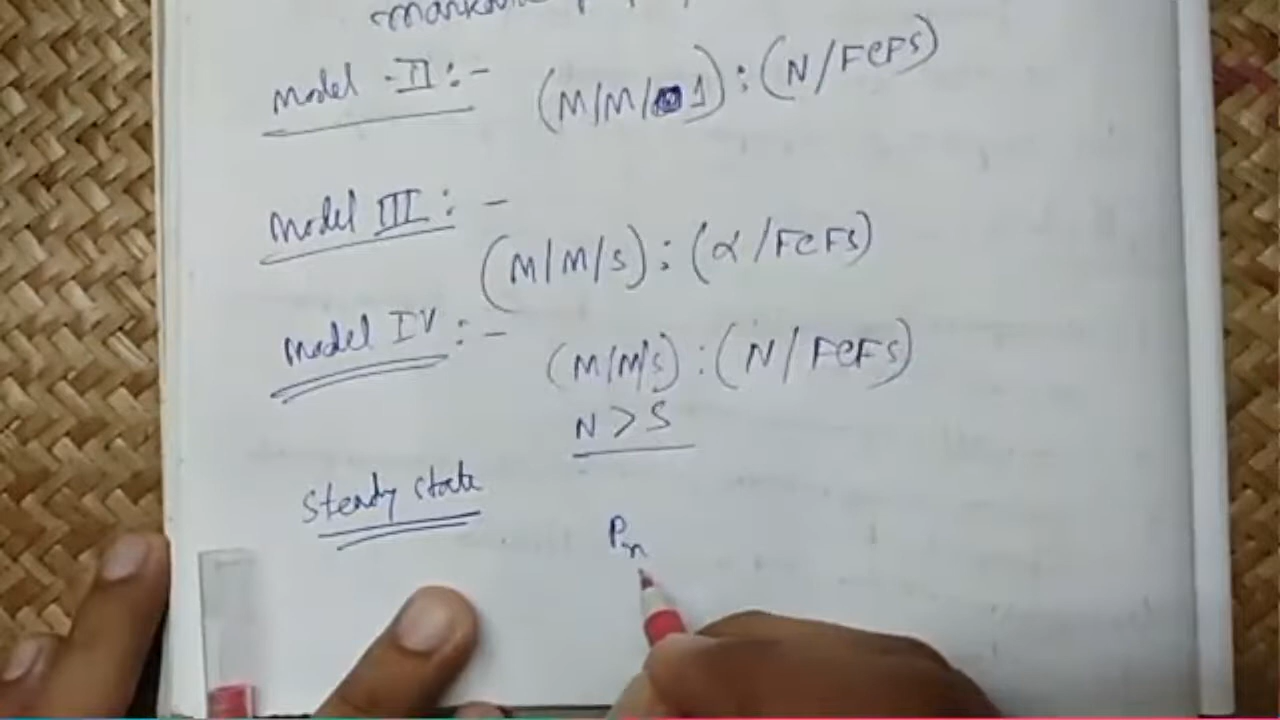 Model - II : - (M/M/1) : (N/FCFS)
Model III : -
(M/M/S) : (α/FCFS)
Model IV : - (M/M/S) : (N/FCFS)
N > S
Steady state
Pn